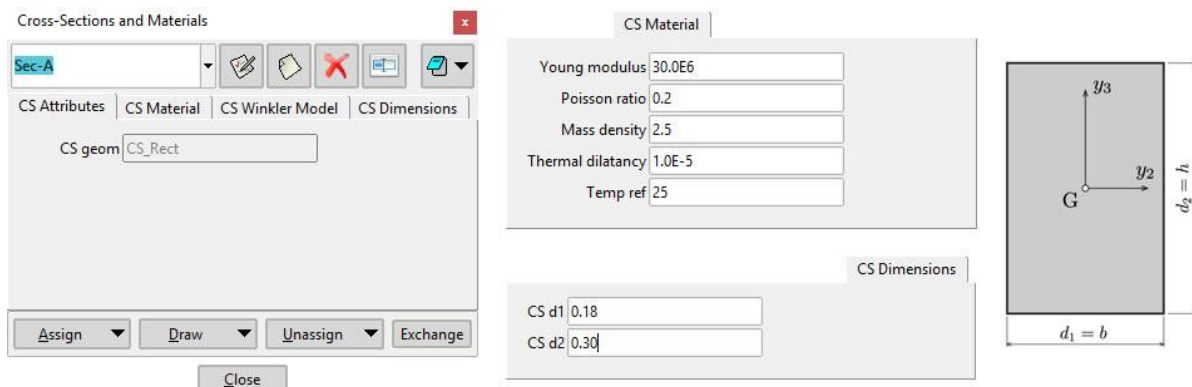 Cross-Sections and Materials
x
Sec-A
CS Attributes
CS Material
CS Winkler Model
CS Dimensions
CS geom CS_Rect
Assign
Draw
Unassign
Exchange
Close
CS Material
Young modulus 30.0E6
Poisson ratio 0.2
Mass density 2.5
Thermal dilatancy 1.0E-5
Temp ref 25
CS Dimensions
CS d1 0.18
CS d2 0.30
y₃
y₂
G
d₂ = h
d₁ = b